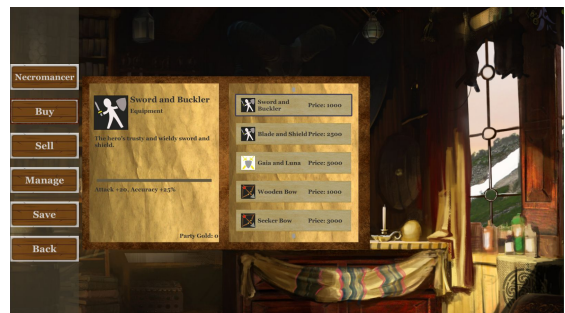 Necromancer
Buy
Sell
Manage
Save
Back
Sword and Buckler
Equipment
The hero's trusty and wieldy sword and
shield.
Attack +20, Accuracy +25%
Party Gold: 0
Sword and
Buckler Price: 1000
Blade and Shield Price: 2500
Gaia and Luna Price: 5000
Wooden Bow Price: 1000
Seeker Bow Price: 3000